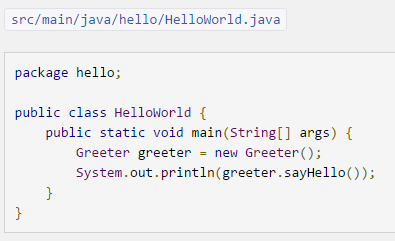 src/main/java/hello/HelloWorld.java
package hello;
public class HelloWorld {
    public static void main(String[] args) {
        Greeter greeter = new Greeter();
        System.out.println(greeter.sayHello());
    }
}